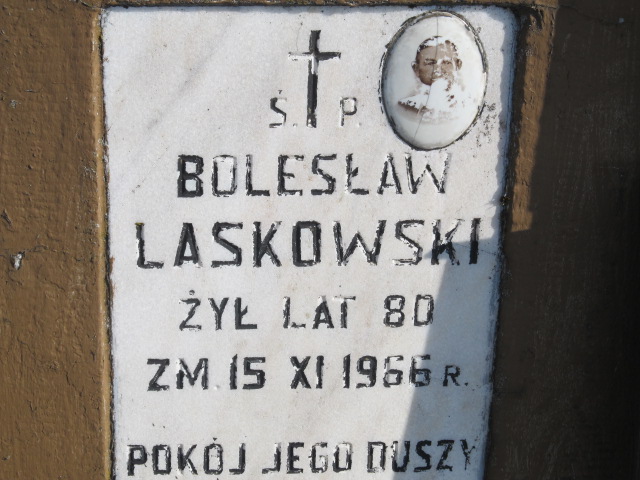 Ś. P.
BOLESŁAW
LASKOWSKI
ŻYŁ LAT 80
ZM. 15 XI 1966 R.
POKÓJ JEGO DUSZY